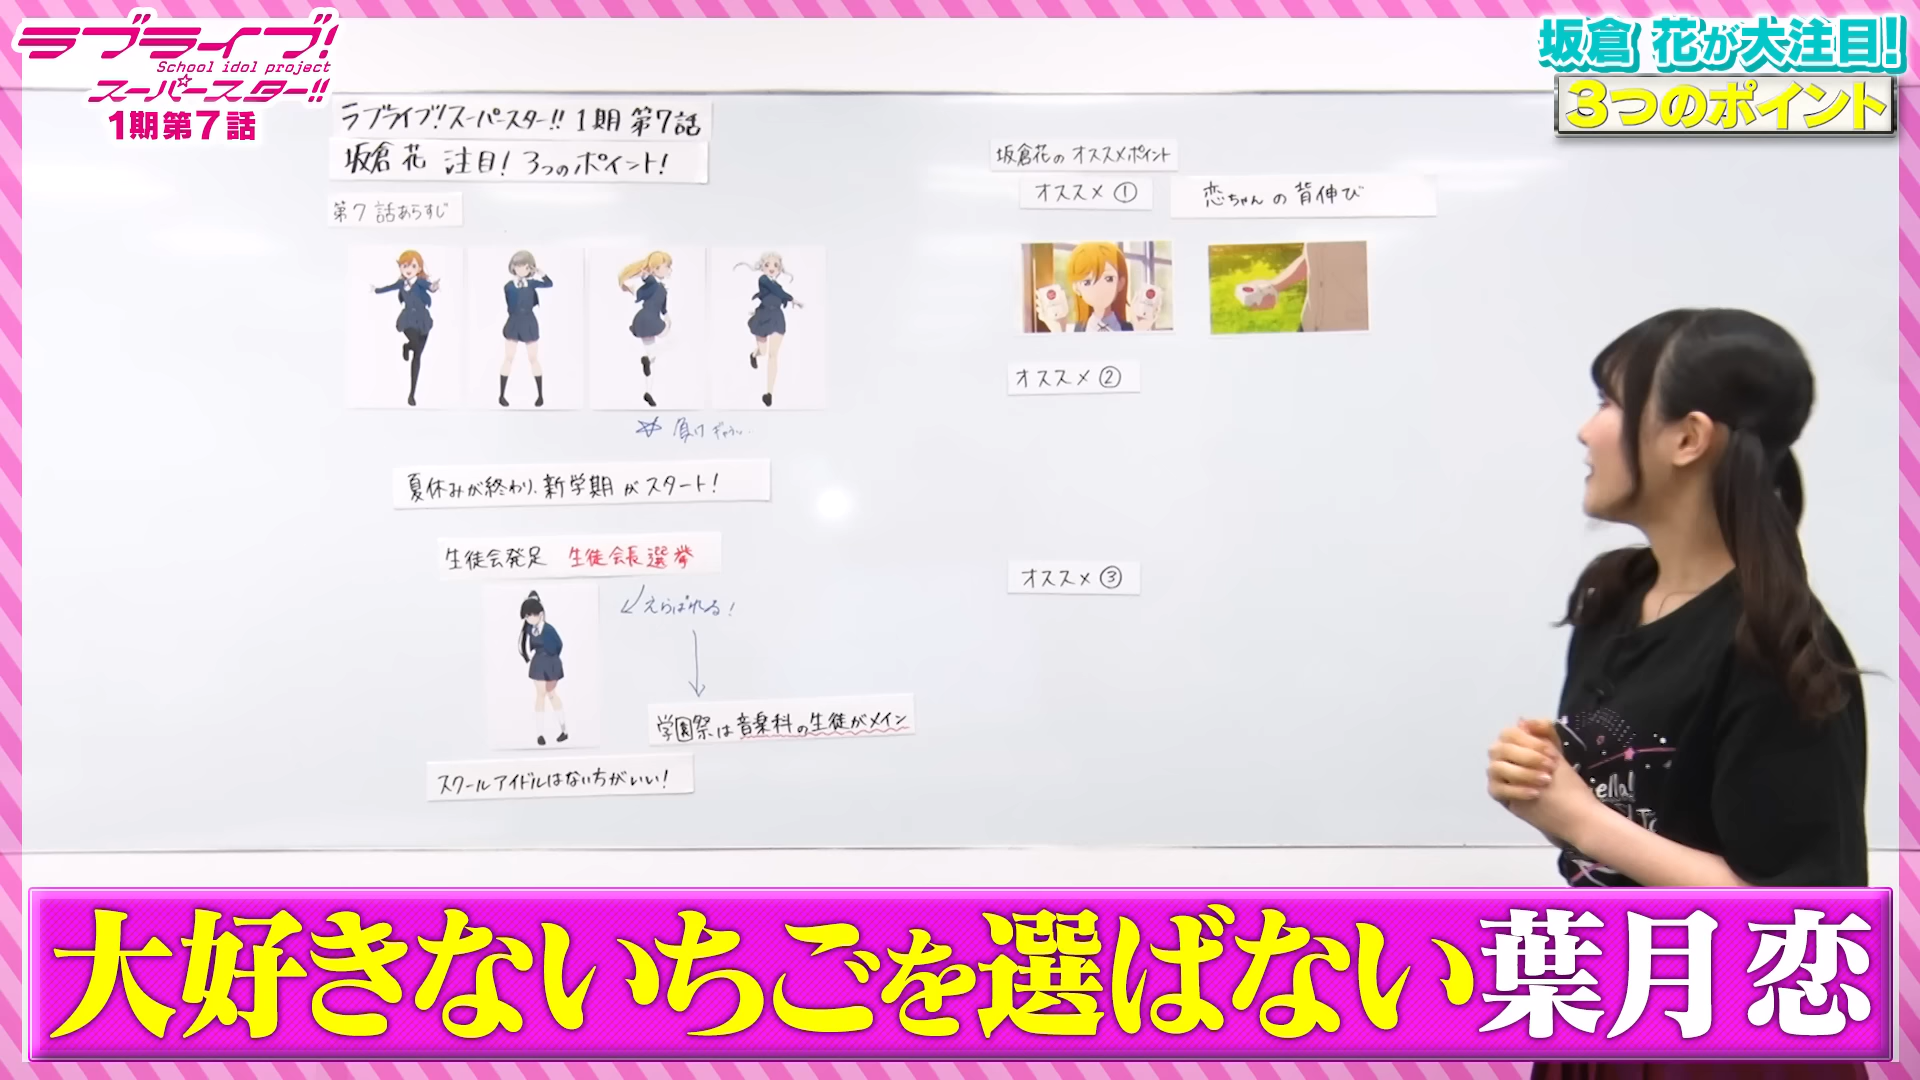 ラブライブ!
School idol project
スーパースター!!
1期第7話
坂倉 花が大注目!
3つのポイント
ラブライブ!スーパースター!! 1期 第7話
坂倉 花 注目! 3つのポイント!
第7話あらすじ
負け
夏休みが終わり、新学期がスタート!
生徒会発足 生徒会長選挙
えらばれる!
学園祭は音楽科の生徒がメイン
スクールアイドルはない方がいい!
坂倉花のオススメポイント
オススメ① 恋ちゃんの背伸び
オススメ②
オススメ③
ella!
大好きないちごを選ばない葉月恋